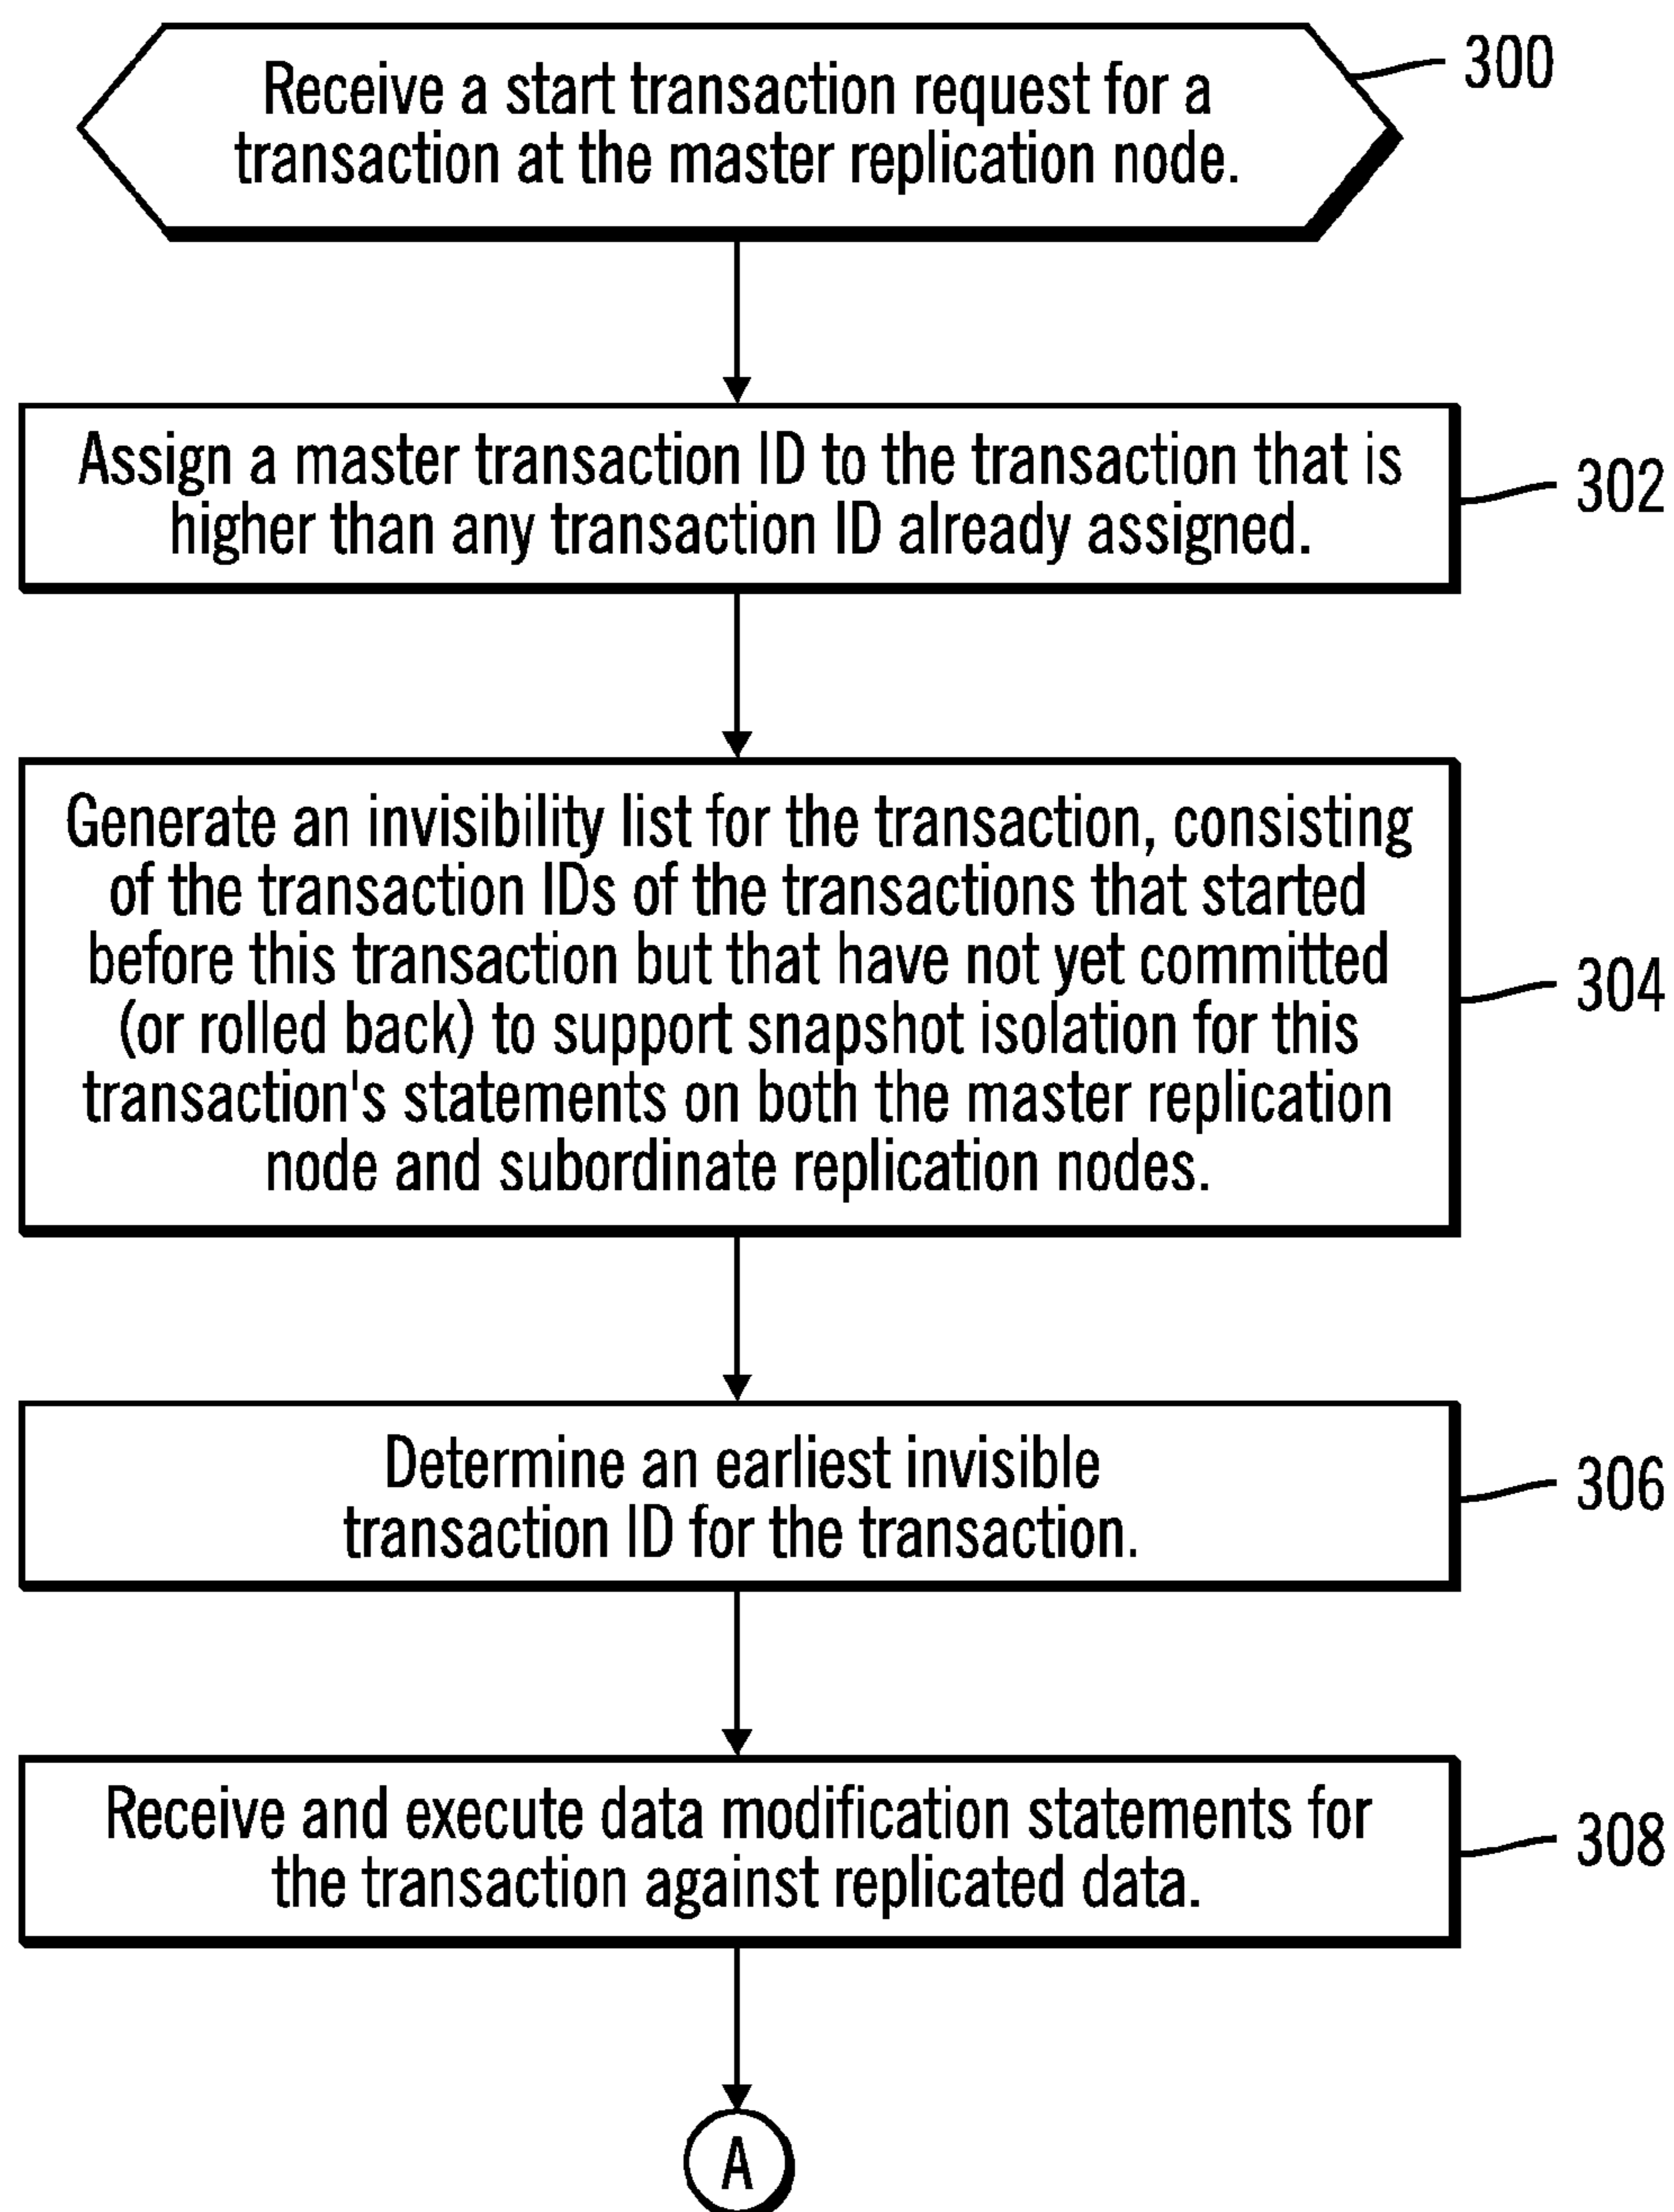 Receive a start transaction request for a
transaction at the master replication node.
300
Assign a master transaction ID to the transaction that is
higher than any transaction ID already assigned.
302
Generate an invisibility list for the transaction, consisting
of the transaction IDs of the transactions that started
before this transaction but that have not yet committed
(or rolled back) to support snapshot isolation for this
transaction's statements on both the master replication
node and subordinate replication nodes.
304
Determine an earliest invisible
transaction ID for the transaction.
306
Receive and execute data modification statements for
the transaction against replicated data.
308
A